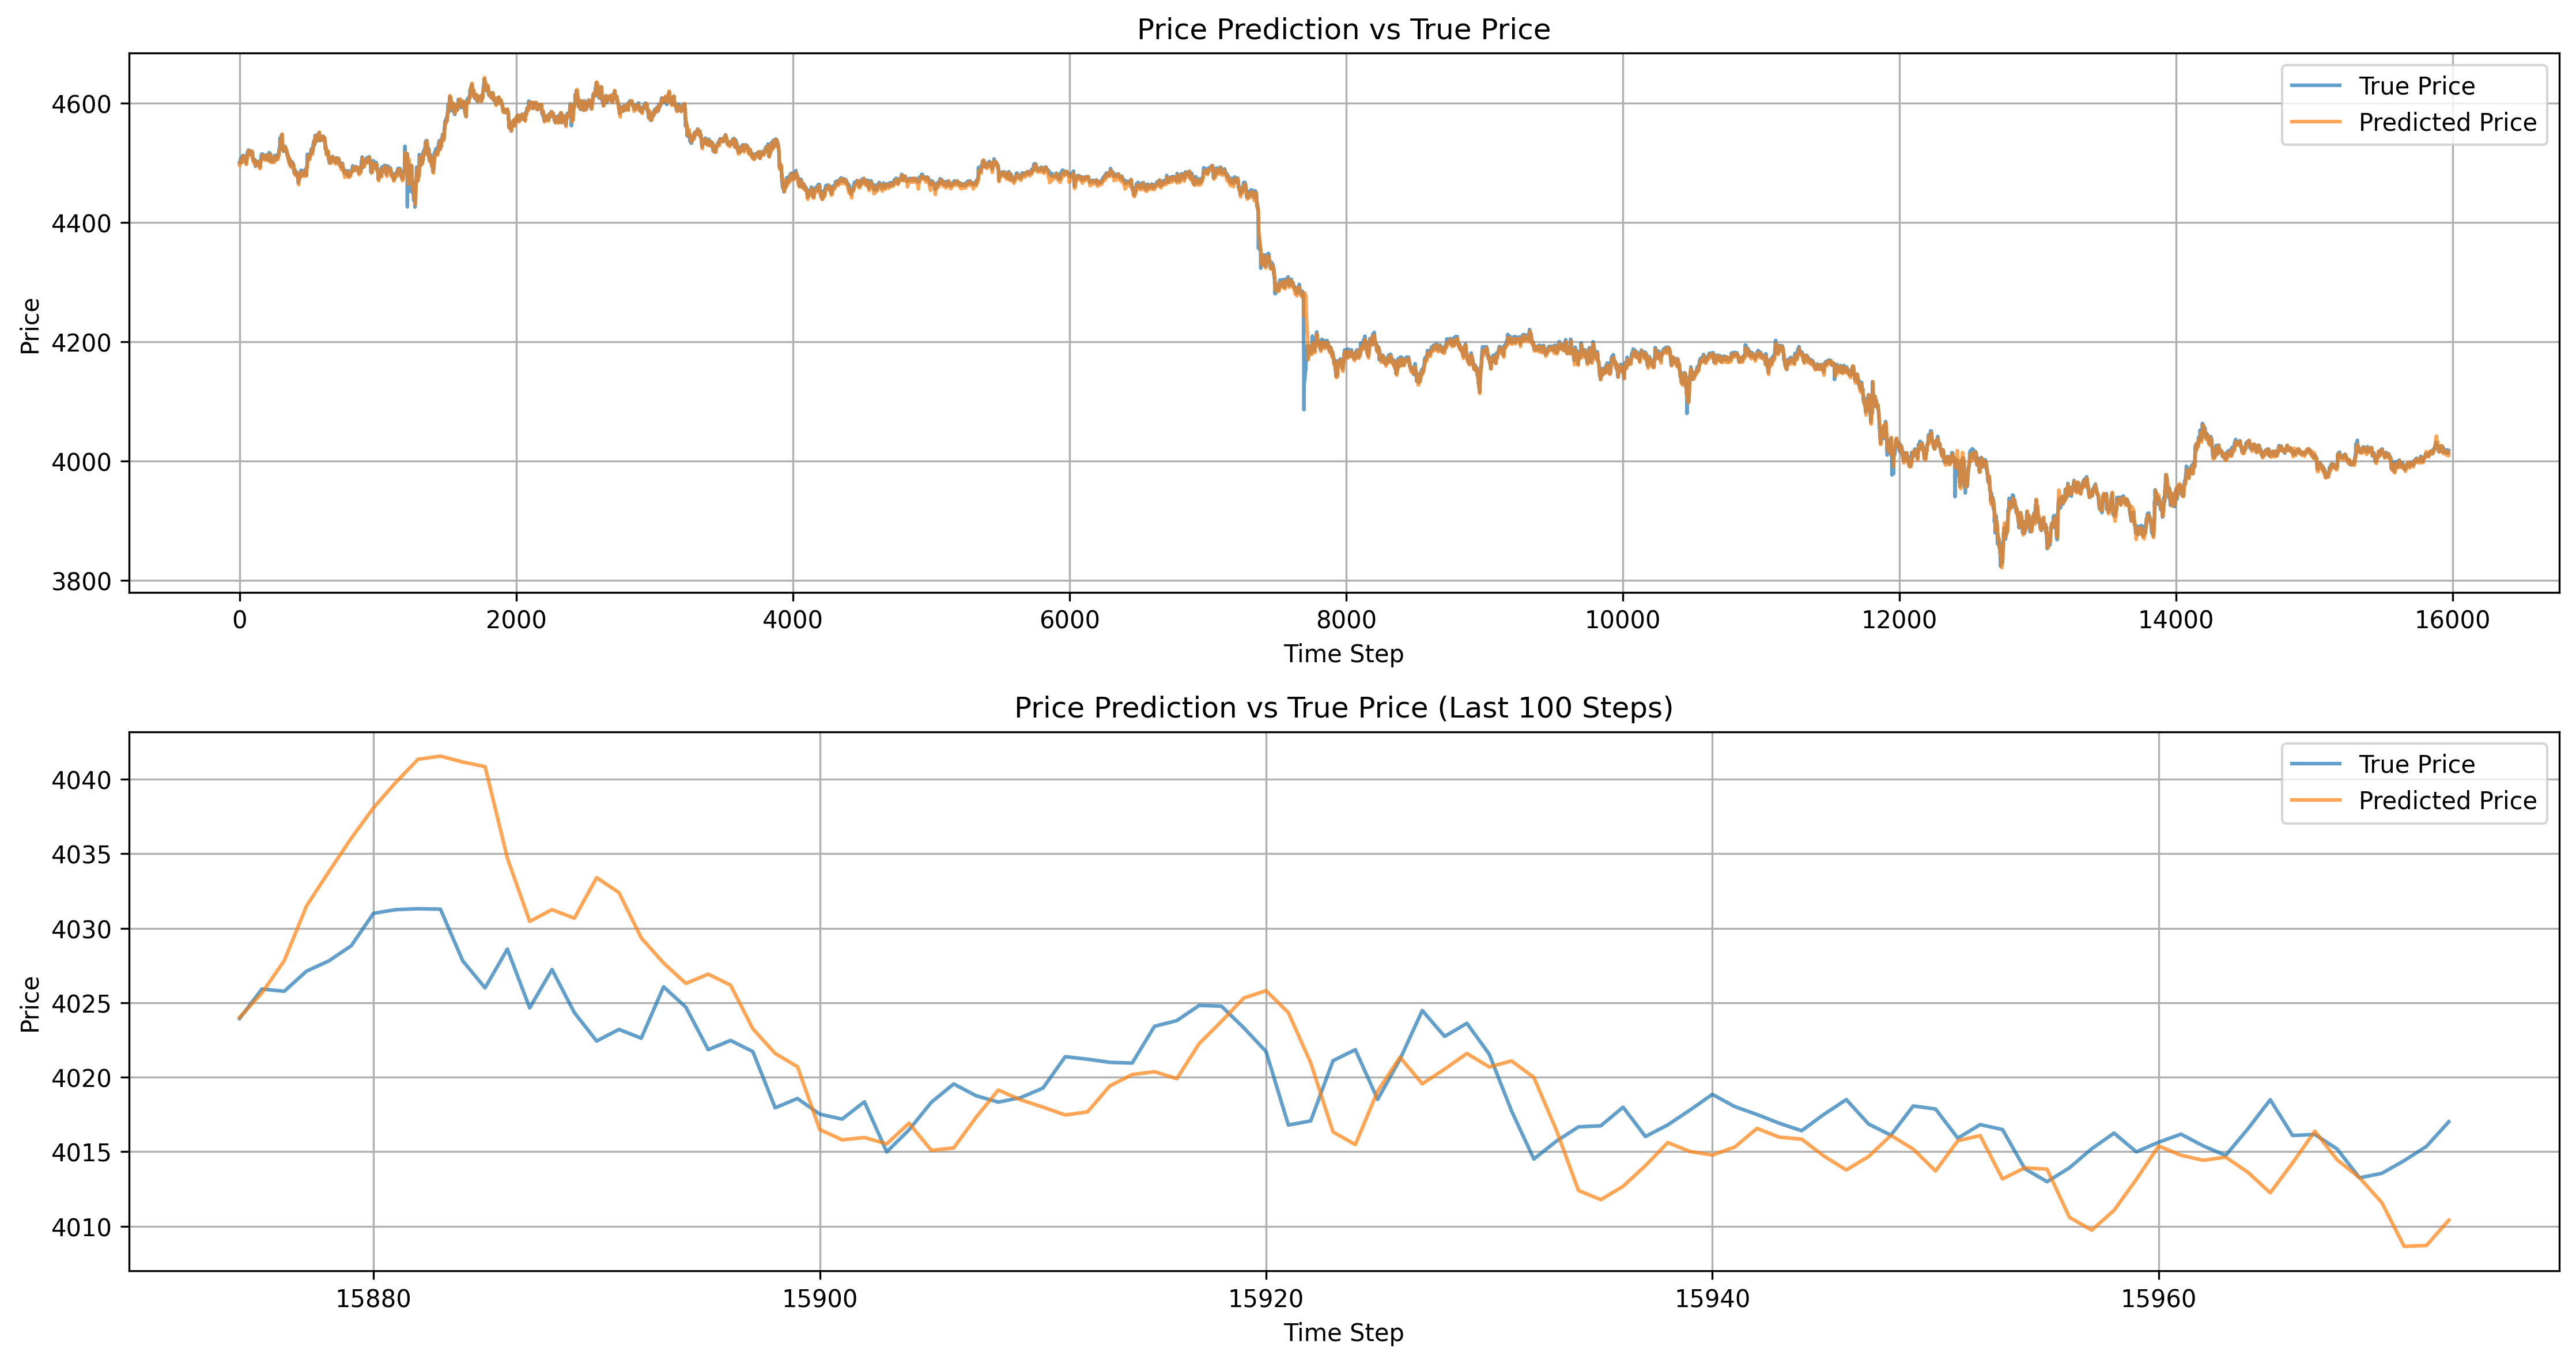 Price Prediction vs True Price
True Price
Predicted Price
Price
4600
4400
4200
4000
3800
0 2000 4000 6000 8000 10000 12000 14000 16000
Time Step
Price Prediction vs True Price (Last 100 Steps)
True Price
Predicted Price
Price
4040
4035
4030
4025
4020
4015
4010
15880 15900 15920 15940 15960
Time Step